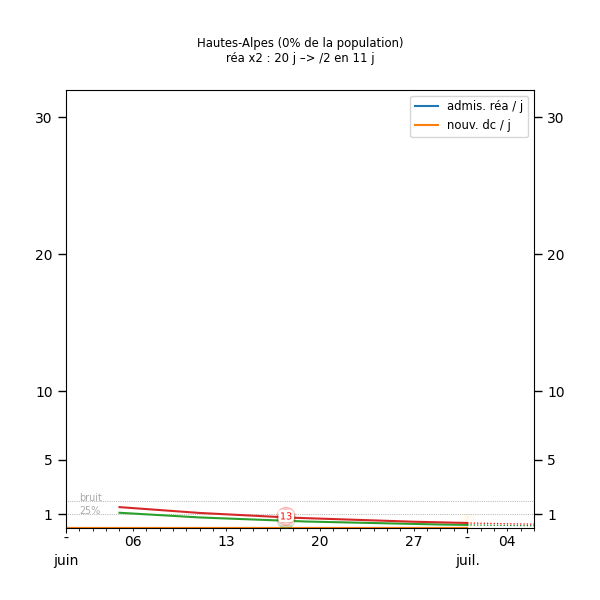 Hautes-Alpes (0% de la population)
réa x2 : 20 j –> /2 en 11 j
admis. réa / j
nouv. dc / j
30
30
20
20
10
10
5
5
bruit
25%
1
13
1
- 06 13 20 27 - 04
juin juil.